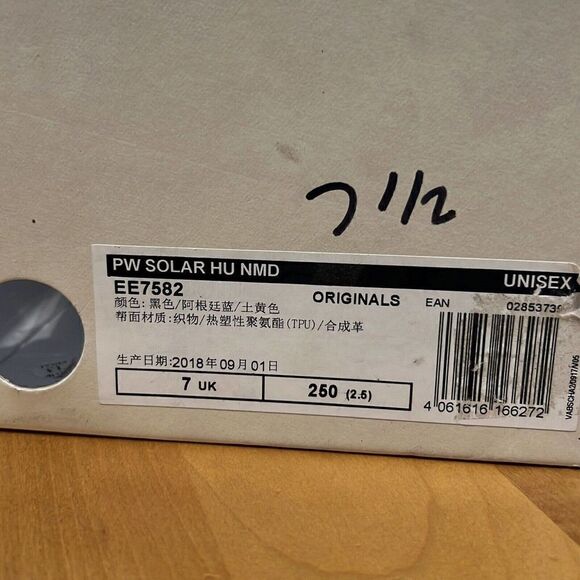 7 1/2
PW SOLAR HU NMD
EE7582
UNISEX
颜色:黑色/阿根廷蓝/土黄色
ORIGINALS
EAN
02853739
帮面材质:织物/热塑性聚氨酯(TPU)/合成革
生产日期:2018年09月01日
7 UK
250 (2.5)
4 061616 166272